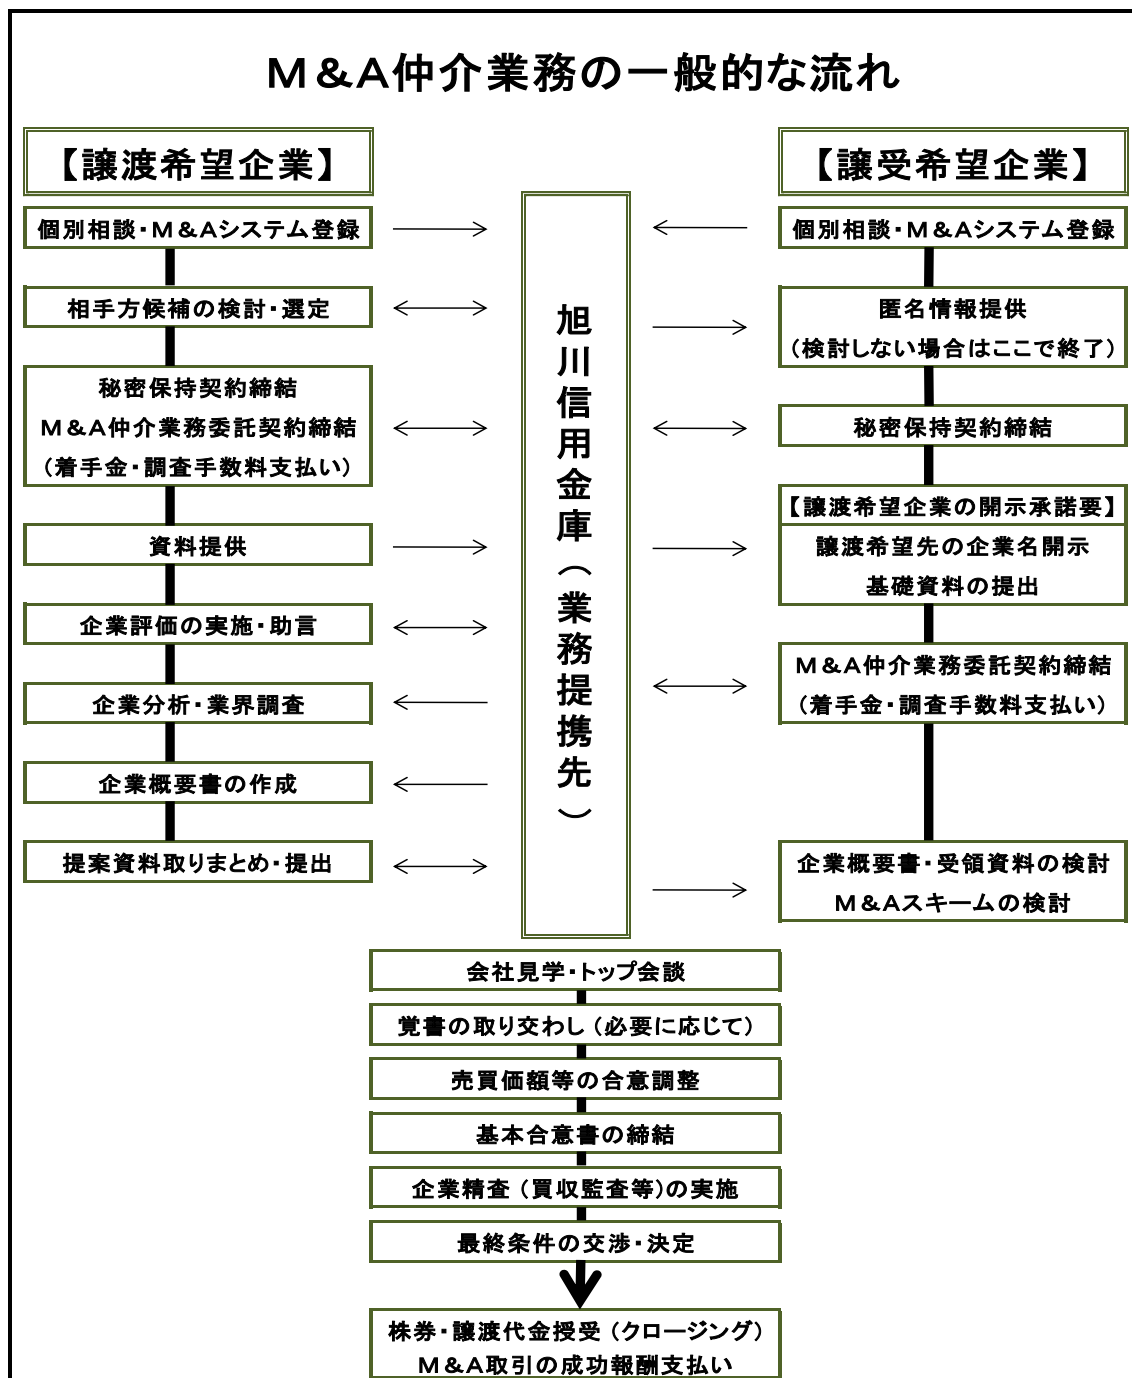 M&A仲介業務の一般的な流れ
【譲渡希望企業】
個別相談・M&Aシステム登録
相手方候補の検討・選定
秘密保持契約締結
M&A仲介業務委託契約締結
(着手金・調査手数料支払い)
資料提供
企業評価の実施・助言
企業分析・業界調査
企業概要書の作成
提案資料取りまとめ・提出
旭川信用金庫(業務提携先)
【譲受希望企業】
個別相談・M&Aシステム登録
匿名情報提供
(検討しない場合はここで終了)
秘密保持契約締結
【譲渡希望企業の開示承諾要】
譲渡希望先の企業名開示
基礎資料の提出
M&A仲介業務委託契約締結
(着手金・調査手数料支払い)
企業概要書・受領資料の検討
M&Aスキームの検討
会社見学・トップ会談
覚書の取り交わし(必要に応じて)
売買価額等の合意調整
基本合意書の締結
企業精査(買収監査等)の実施
最終条件の交渉・決定
株券・譲渡代金授受(クロージング)
M&A取引の成功報酬支払い